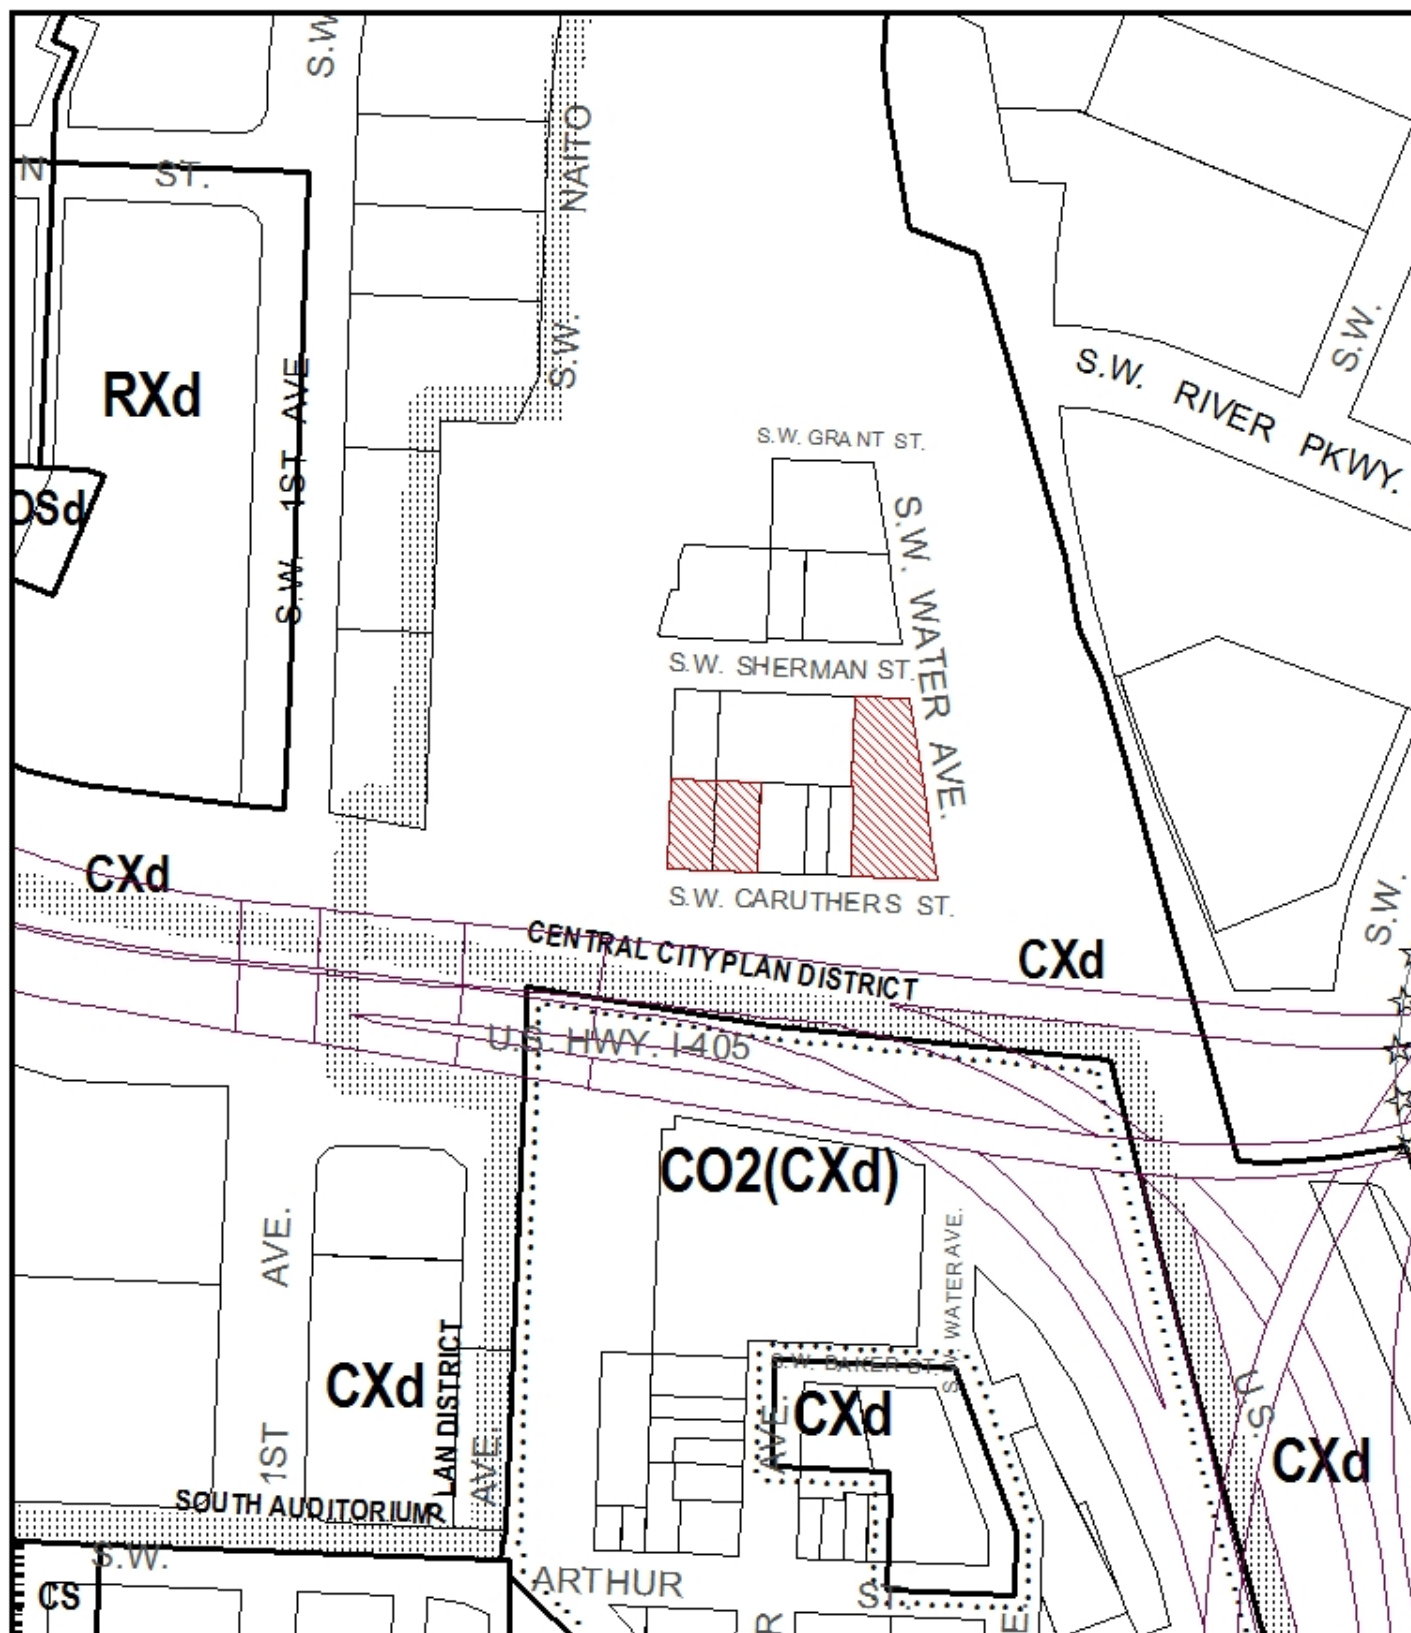 S.W.
NAITO
N
ST.
S.W.
S.W.
S.W. RIVER PKWY.
RXd
S.W. 1ST AVE
S.W. GRANT ST.
S.W. WATER AVE.
S.W. SHERMAN ST.
CXd
S.W. CARUTHERS ST.
S.W.
CENTRAL CITY PLAN DISTRICT
CXd
U.S. HWY. I-405
CO2(CXd)
AVE.
1ST
S.W. WATER AVE.
S.W. BAKER ST.
CXd
LAN DISTRICT
AVE
CXd
AVE.
U.S.
CXd
SOUTH AUDITORIUM
S.W.
CS
ARTHUR
ST.
R
E.